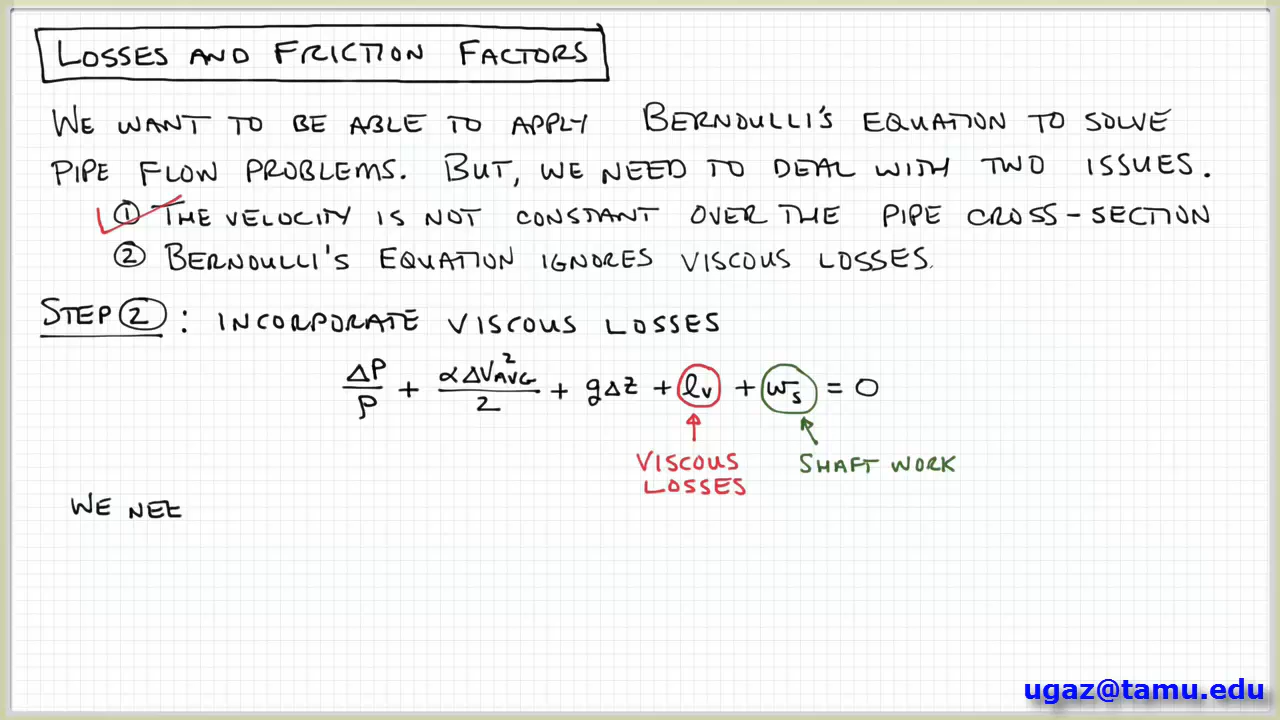 LOSSES AND FRICTION FACTORS
WE WANT TO BE ABLE TO APPLY BERNOULLI'S EQUATION TO SOLVE
PIPE FLOW PROBLEMS. BUT, WE NEED TO DEAL WITH TWO ISSUES.
① THE VELOCITY IS NOT CONSTANT OVER THE PIPE CROSS-SECTION
② BERNOULLI'S EQUATION IGNORES VISCOUS LOSSES.
STEP ②: INCORPORATE VISCOUS LOSSES
ΔP/ρ + αΔV_AVG²/2 + gΔz + ℓ_v + w_s = 0
VISCOUS LOSSES
SHAFT WORK
WE NEE
ugaz@tamu.edu